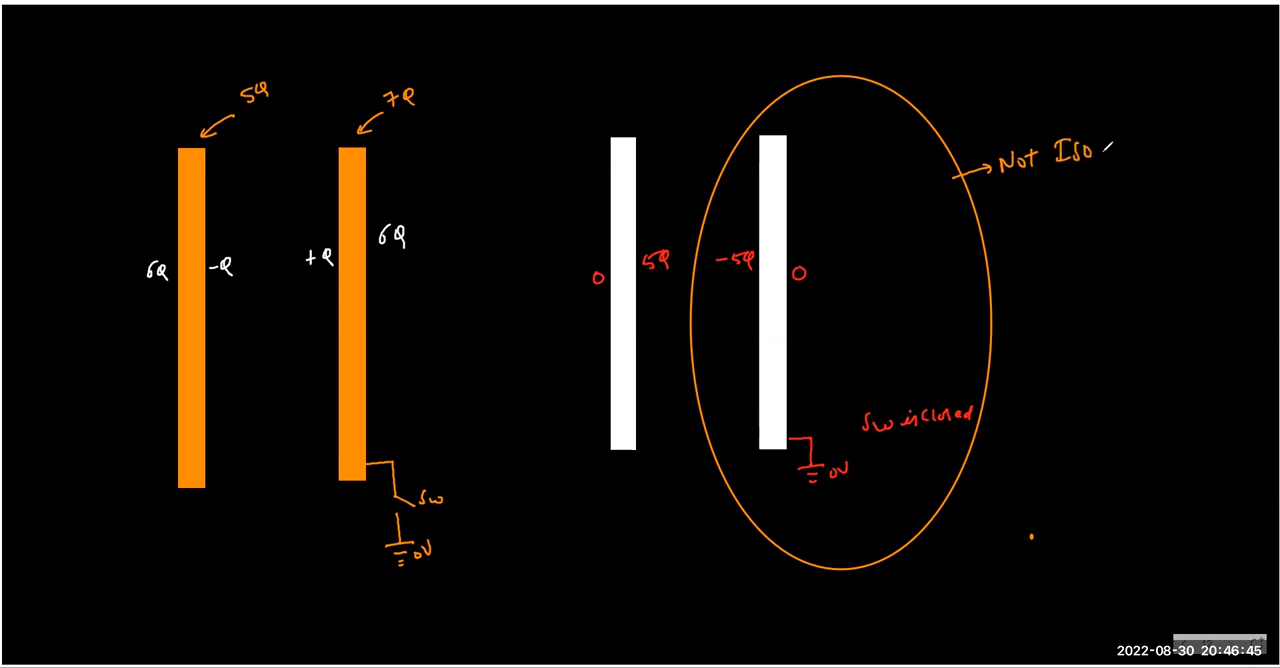 5Q
7Q
6Q
-Q
+Q
6Q
SW
0V
0
5Q
-5Q
0
SW is closed
0V
→ Not Iso
2022-08-30 20:46:45